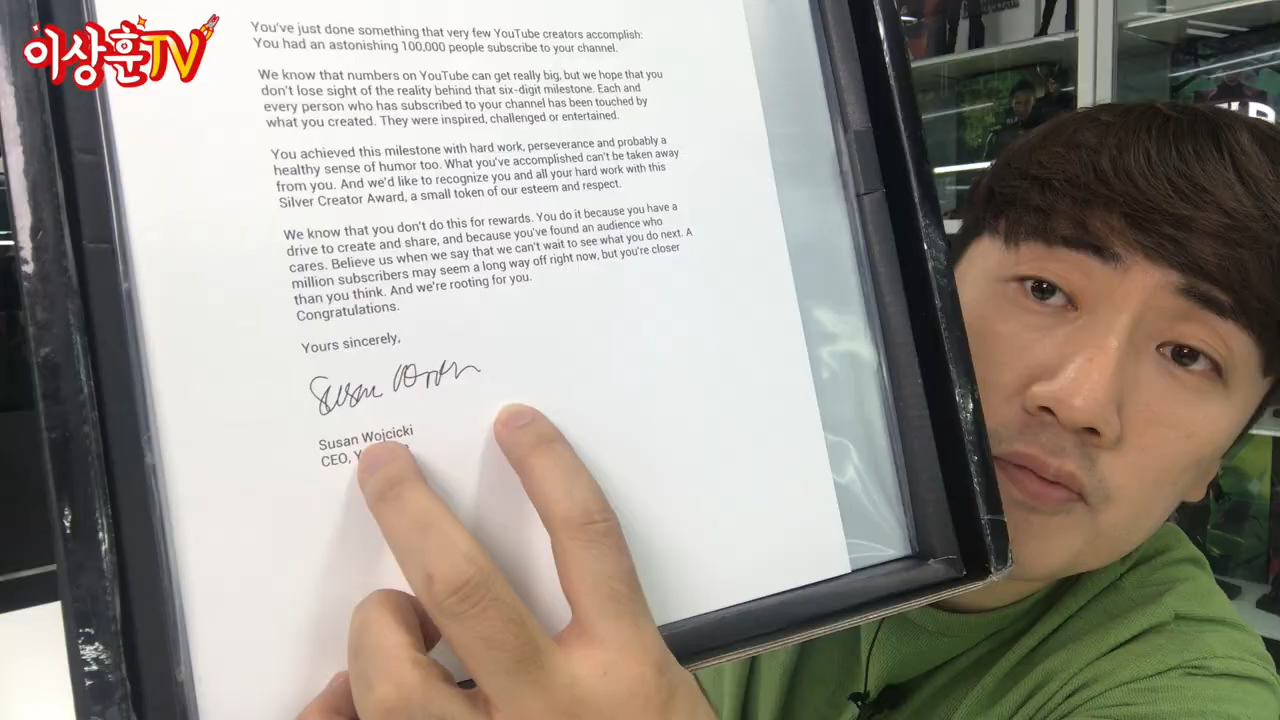 이상훈TV
You've just done something that very few YouTube creators accomplish:
You had an astonishing 100,000 people subscribe to your channel.
We know that numbers on YouTube can get really big, but we hope that you
don't lose sight of the reality behind that six-digit milestone. Each and
every person who has subscribed to your channel has been touched by
what you created. They were inspired, challenged or entertained.
You achieved this milestone with hard work, perseverance and probably a
healthy sense of humor too. What you've accomplished can't be taken away
from you. And we'd like to recognize you and all your hard work with this
Silver Creator Award, a small token of our esteem and respect.
We know that you don't do this for rewards. You do it because you have a
drive to create and share, and because you've found an audience who
cares. Believe us when we say that we can't wait to see what you do next. A
million subscribers may seem a long way off right now, but you're closer
than you think. And we're rooting for you.
Congratulations.
Yours sincerely,
Susan Wojcicki
CEO,